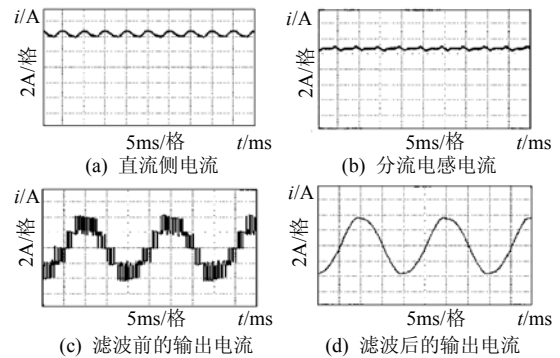 i/A
2A/格
5ms/格 t/ms
(a) 直流侧电流
i/A
2A/格
5ms/格 t/ms
(b) 分流电感电流
i/A
2A/格
5ms/格 t/ms
(c) 滤波前的输出电流
i/A
2A/格
5ms/格 t/ms
(d) 滤波后的输出电流